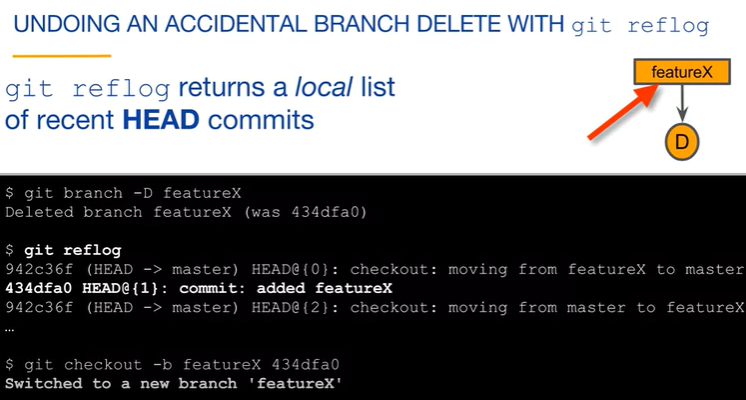 UNDOING AN ACCIDENTAL BRANCH DELETE WITH git reflog
git reflog returns a local list
of recent HEAD commits
featureX
D
$ git branch -D featureX
Deleted branch featureX (was 434dfa0)
$ git reflog
942c36f (HEAD -> master) HEAD@{0}: checkout: moving from featureX to master
434dfa0 HEAD@{1}: commit: added featureX
942c36f (HEAD -> master) HEAD@{2}: checkout: moving from master to featureX
…
$ git checkout -b featureX 434dfa0
Switched to a new branch 'featureX'